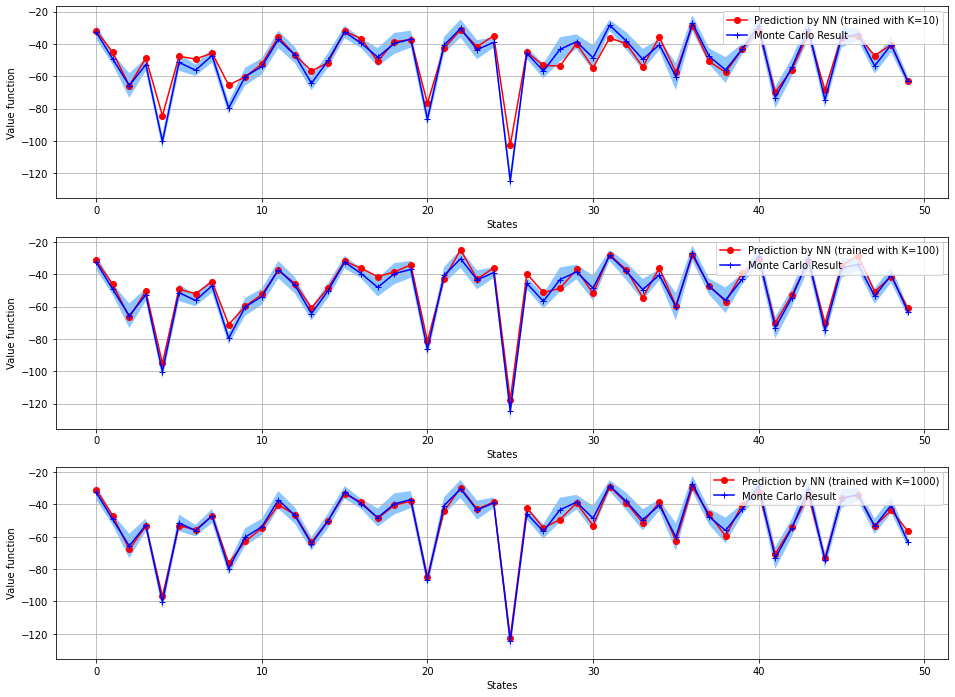 Prediction by NN (trained with K=10)
Monte Carlo Result
Value function
−20
−40
−60
−80
−100
−120
0 10 20 30 40 50
States
Prediction by NN (trained with K=100)
Monte Carlo Result
Value function
−20
−40
−60
−80
−100
−120
0 10 20 30 40 50
States
Prediction by NN (trained with K=1000)
Monte Carlo Result
Value function
−20
−40
−60
−80
−100
−120
0 10 20 30 40 50
States